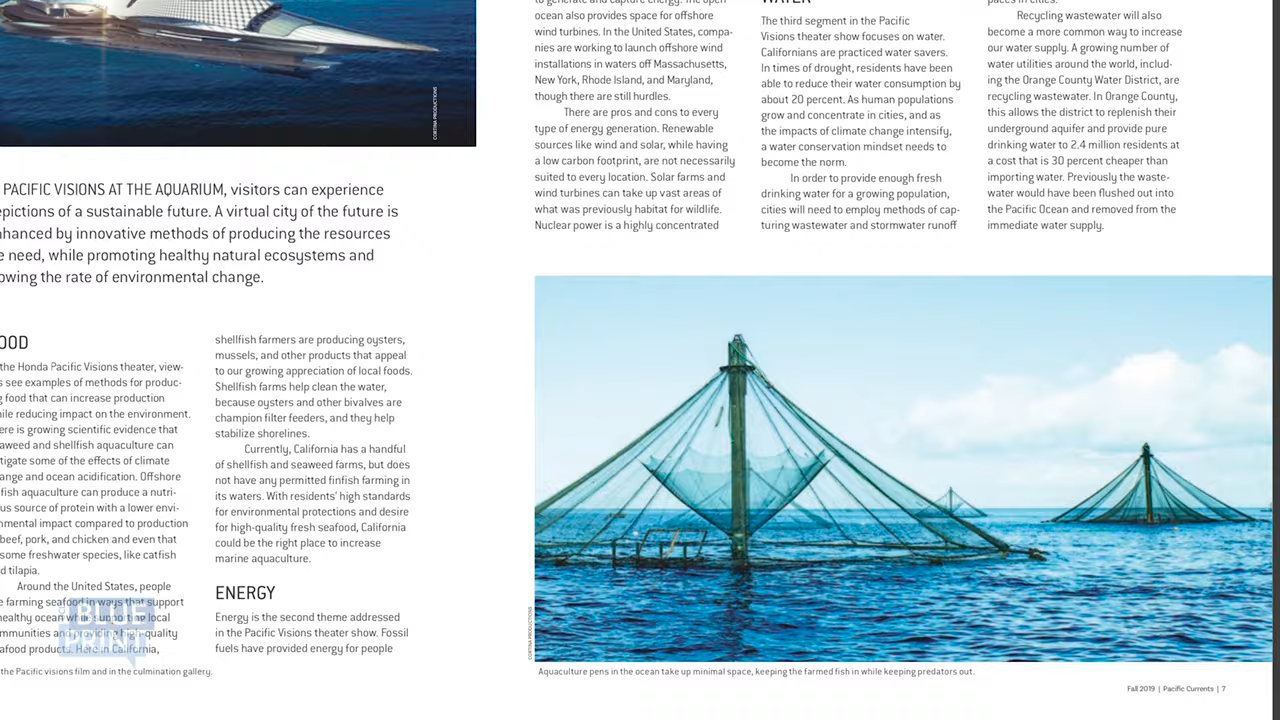 CORTINA PRODUCTIONS
PACIFIC VISIONS AT THE AQUARIUM, visitors can experience
epictions of a sustainable future. A virtual city of the future is
nhanced by innovative methods of producing the resources
e need, while promoting healthy natural ecosystems and
owing the rate of environmental change.
OOD
the Honda Pacific Visions theater, view-
s see examples of methods for produc-
g food that can increase production
hile reducing impact on the environment.
ere is growing scientific evidence that
aweed and shellfish aquaculture can
tigate some of the effects of climate
ange and ocean acidification. Offshore
fish aquaculture can produce a nutri-
us source of protein with a lower envi-
nmental impact compared to production
beef, pork, and chicken and even that
some freshwater species, like catfish
d tilapia.
Around the United States, people
e farming seafood in ways that support
healthy ocean while supporting local
mmunities and providing high-quality
afood products. Here in California,
THE BLUE PRINT
the Pacific visions film and in the culmination gallery.
shellfish farmers are producing oysters,
mussels, and other products that appeal
to our growing appreciation of local foods.
Shellfish farms help clean the water,
because oysters and other bivalves are
champion filter feeders, and they help
stabilize shorelines.
Currently, California has a handful
of shellfish and seaweed farms, but does
not have any permitted finfish farming in
its waters. With residents' high standards
for environmental protections and desire
for high-quality fresh seafood, California
could be the right place to increase
marine aquaculture.
ENERGY
Energy is the second theme addressed
in the Pacific Visions theater show. Fossil
fuels have provided energy for people
to generate and capture energy. The open
ocean also provides space for offshore
wind turbines. In the United States, compa-
nies are working to launch offshore wind
installations in waters off Massachusetts,
New York, Rhode Island, and Maryland,
though there are still hurdles.
There are pros and cons to every
type of energy generation. Renewable
sources like wind and solar, while having
a low carbon footprint, are not necessarily
suited to every location. Solar farms and
wind turbines can take up vast areas of
what was previously habitat for wildlife.
Nuclear power is a highly concentrated
WATER
The third segment in the Pacific
Visions theater show focuses on water.
Californians are practiced water savers.
In times of drought, residents have been
able to reduce their water consumption by
about 20 percent. As human populations
grow and concentrate in cities, and as
the impacts of climate change intensify,
a water conservation mindset needs to
become the norm.
In order to provide enough fresh
drinking water for a growing population,
cities will need to employ methods of cap-
turing wastewater and stormwater runoff
paces in cities.
Recycling wastewater will also
become a more common way to increase
our water supply. A growing number of
water utilities around the world, includ-
ing the Orange County Water District, are
recycling wastewater. In Orange County,
this allows the district to replenish their
underground aquifer and provide pure
drinking water to 2.4 million residents at
a cost that is 30 percent cheaper than
importing water. Previously the waste-
water would have been flushed out into
the Pacific Ocean and removed from the
immediate water supply.
CORTINA PRODUCTIONS
Aquaculture pens in the ocean take up minimal space, keeping the farmed fish in while keeping predators out.
Fall 2019 | Pacific Currents | 7